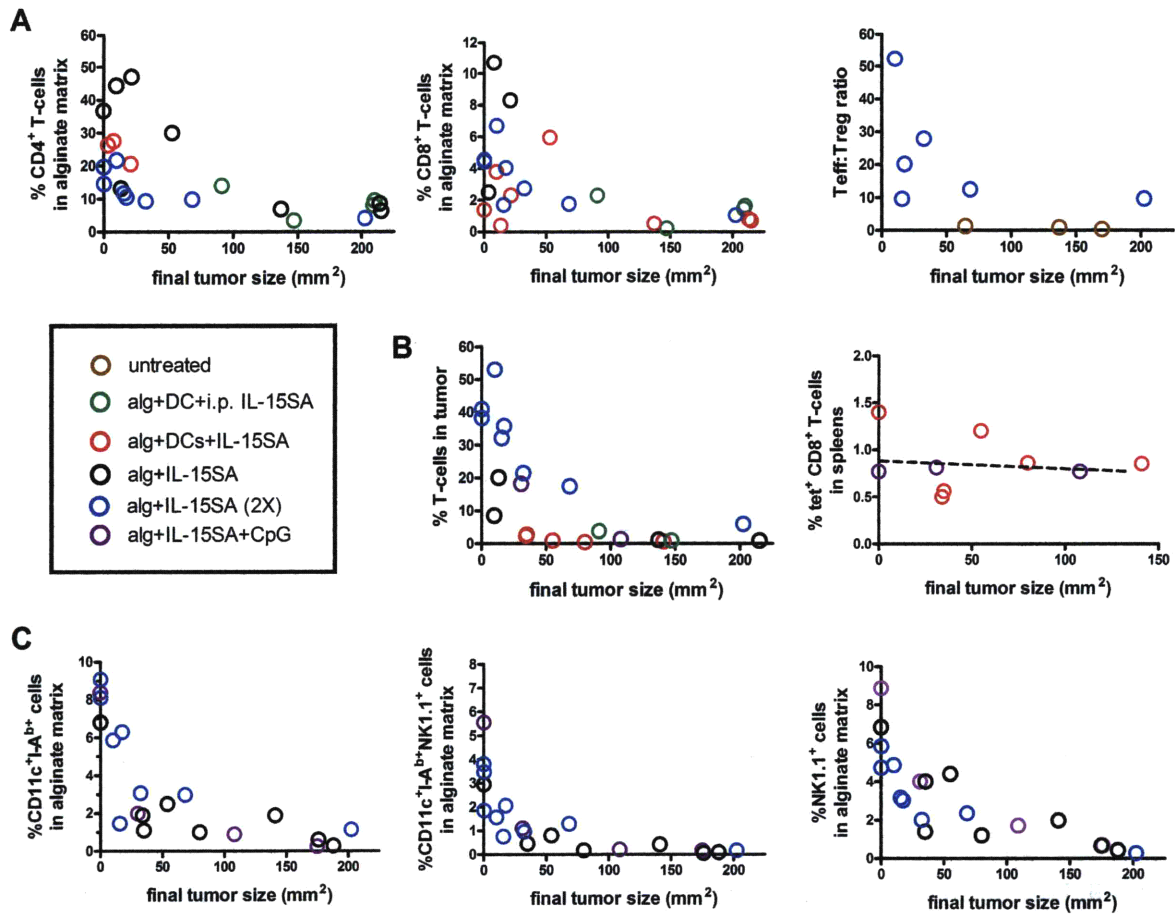 A
% CD4+ T-cells
in alginate matrix
60
50
40
30
20
10
0
0 50 100 150 200
final tumor size (mm2)
% CD8+ T-cells
in alginate matrix
12
10
8
6
4
2
0
0 50 100 150 200
final tumor size (mm2)
Teff:Treg ratio
60
50
40
30
20
10
0
0 50 100 150 200
final tumor size (mm2)
untreated
alg+DC+i.p. IL-15SA
alg+DCs+IL-15SA
alg+IL-15SA
alg+IL-15SA (2X)
alg+IL-15SA+CpG
B
% T-cells in tumor
60
50
40
30
20
10
0
0 50 100 150 200
final tumor size (mm2)
% tet+ CD8+ T-cells
in spleens
2.0
1.5
1.0
0.5
0.0
0 50 100 150
final tumor size (mm2)
C
%CD11c+I-Ab+ cells
in alginate matrix
10
8
6
4
2
0
0 50 100 150 200
final tumor size (mm2)
%CD11c+I-Ab+NK1.1+ cells
in alginate matrix
8
7
6
5
4
3
2
1
0
0 50 100 150 200
final tumor size (mm2)
%NK1.1+ cells
in alginate matrix
10
8
6
4
2
0
0 50 100 150 200
final tumor size (mm2)